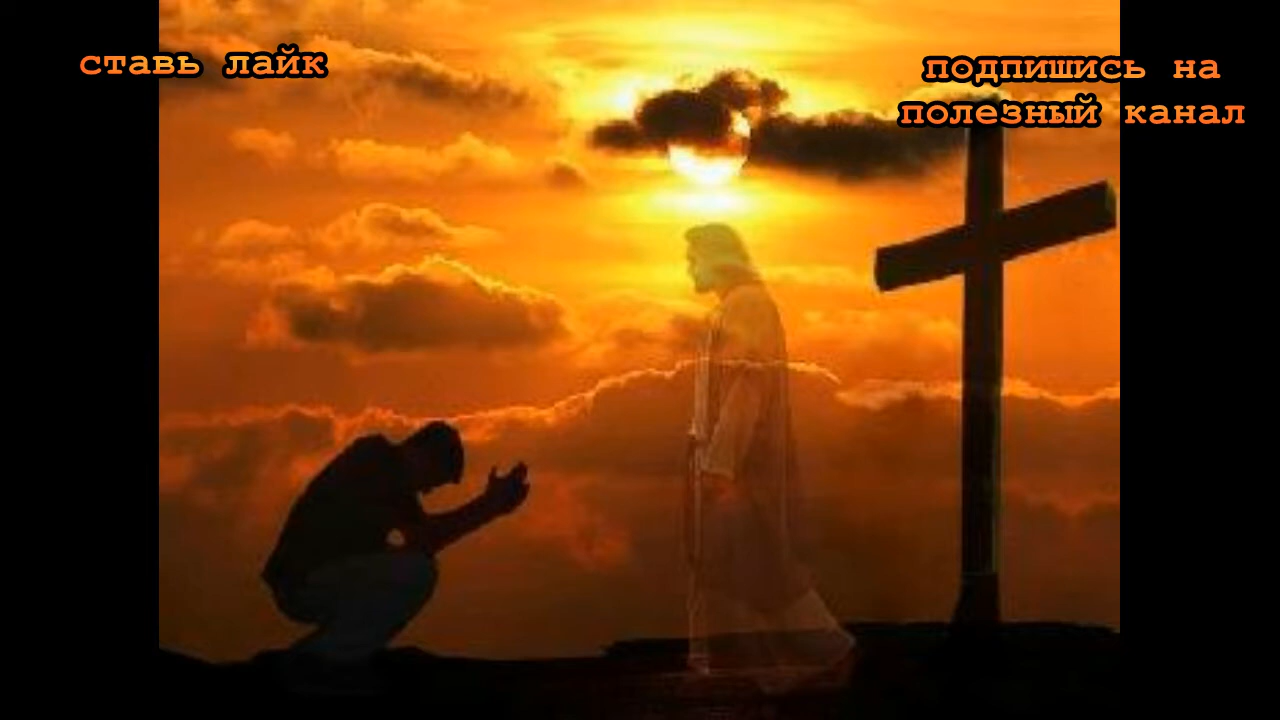 ставь лайк
подпишись на
полезный канал